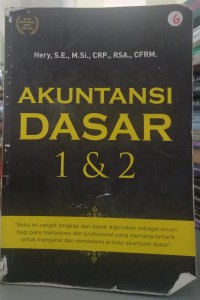 6
Hery, S.E., M.Si., CRP., RSA., CFRM.
AKUNTANSI
DASAR
1 & 2
"Buku ini sangat lengkap dan dapat digunakan sebagai acuan
bagi para mahasiswa dan profesional yang memang tertarik
untuk mengenal dan mendalami prinsip akuntansi dasar"